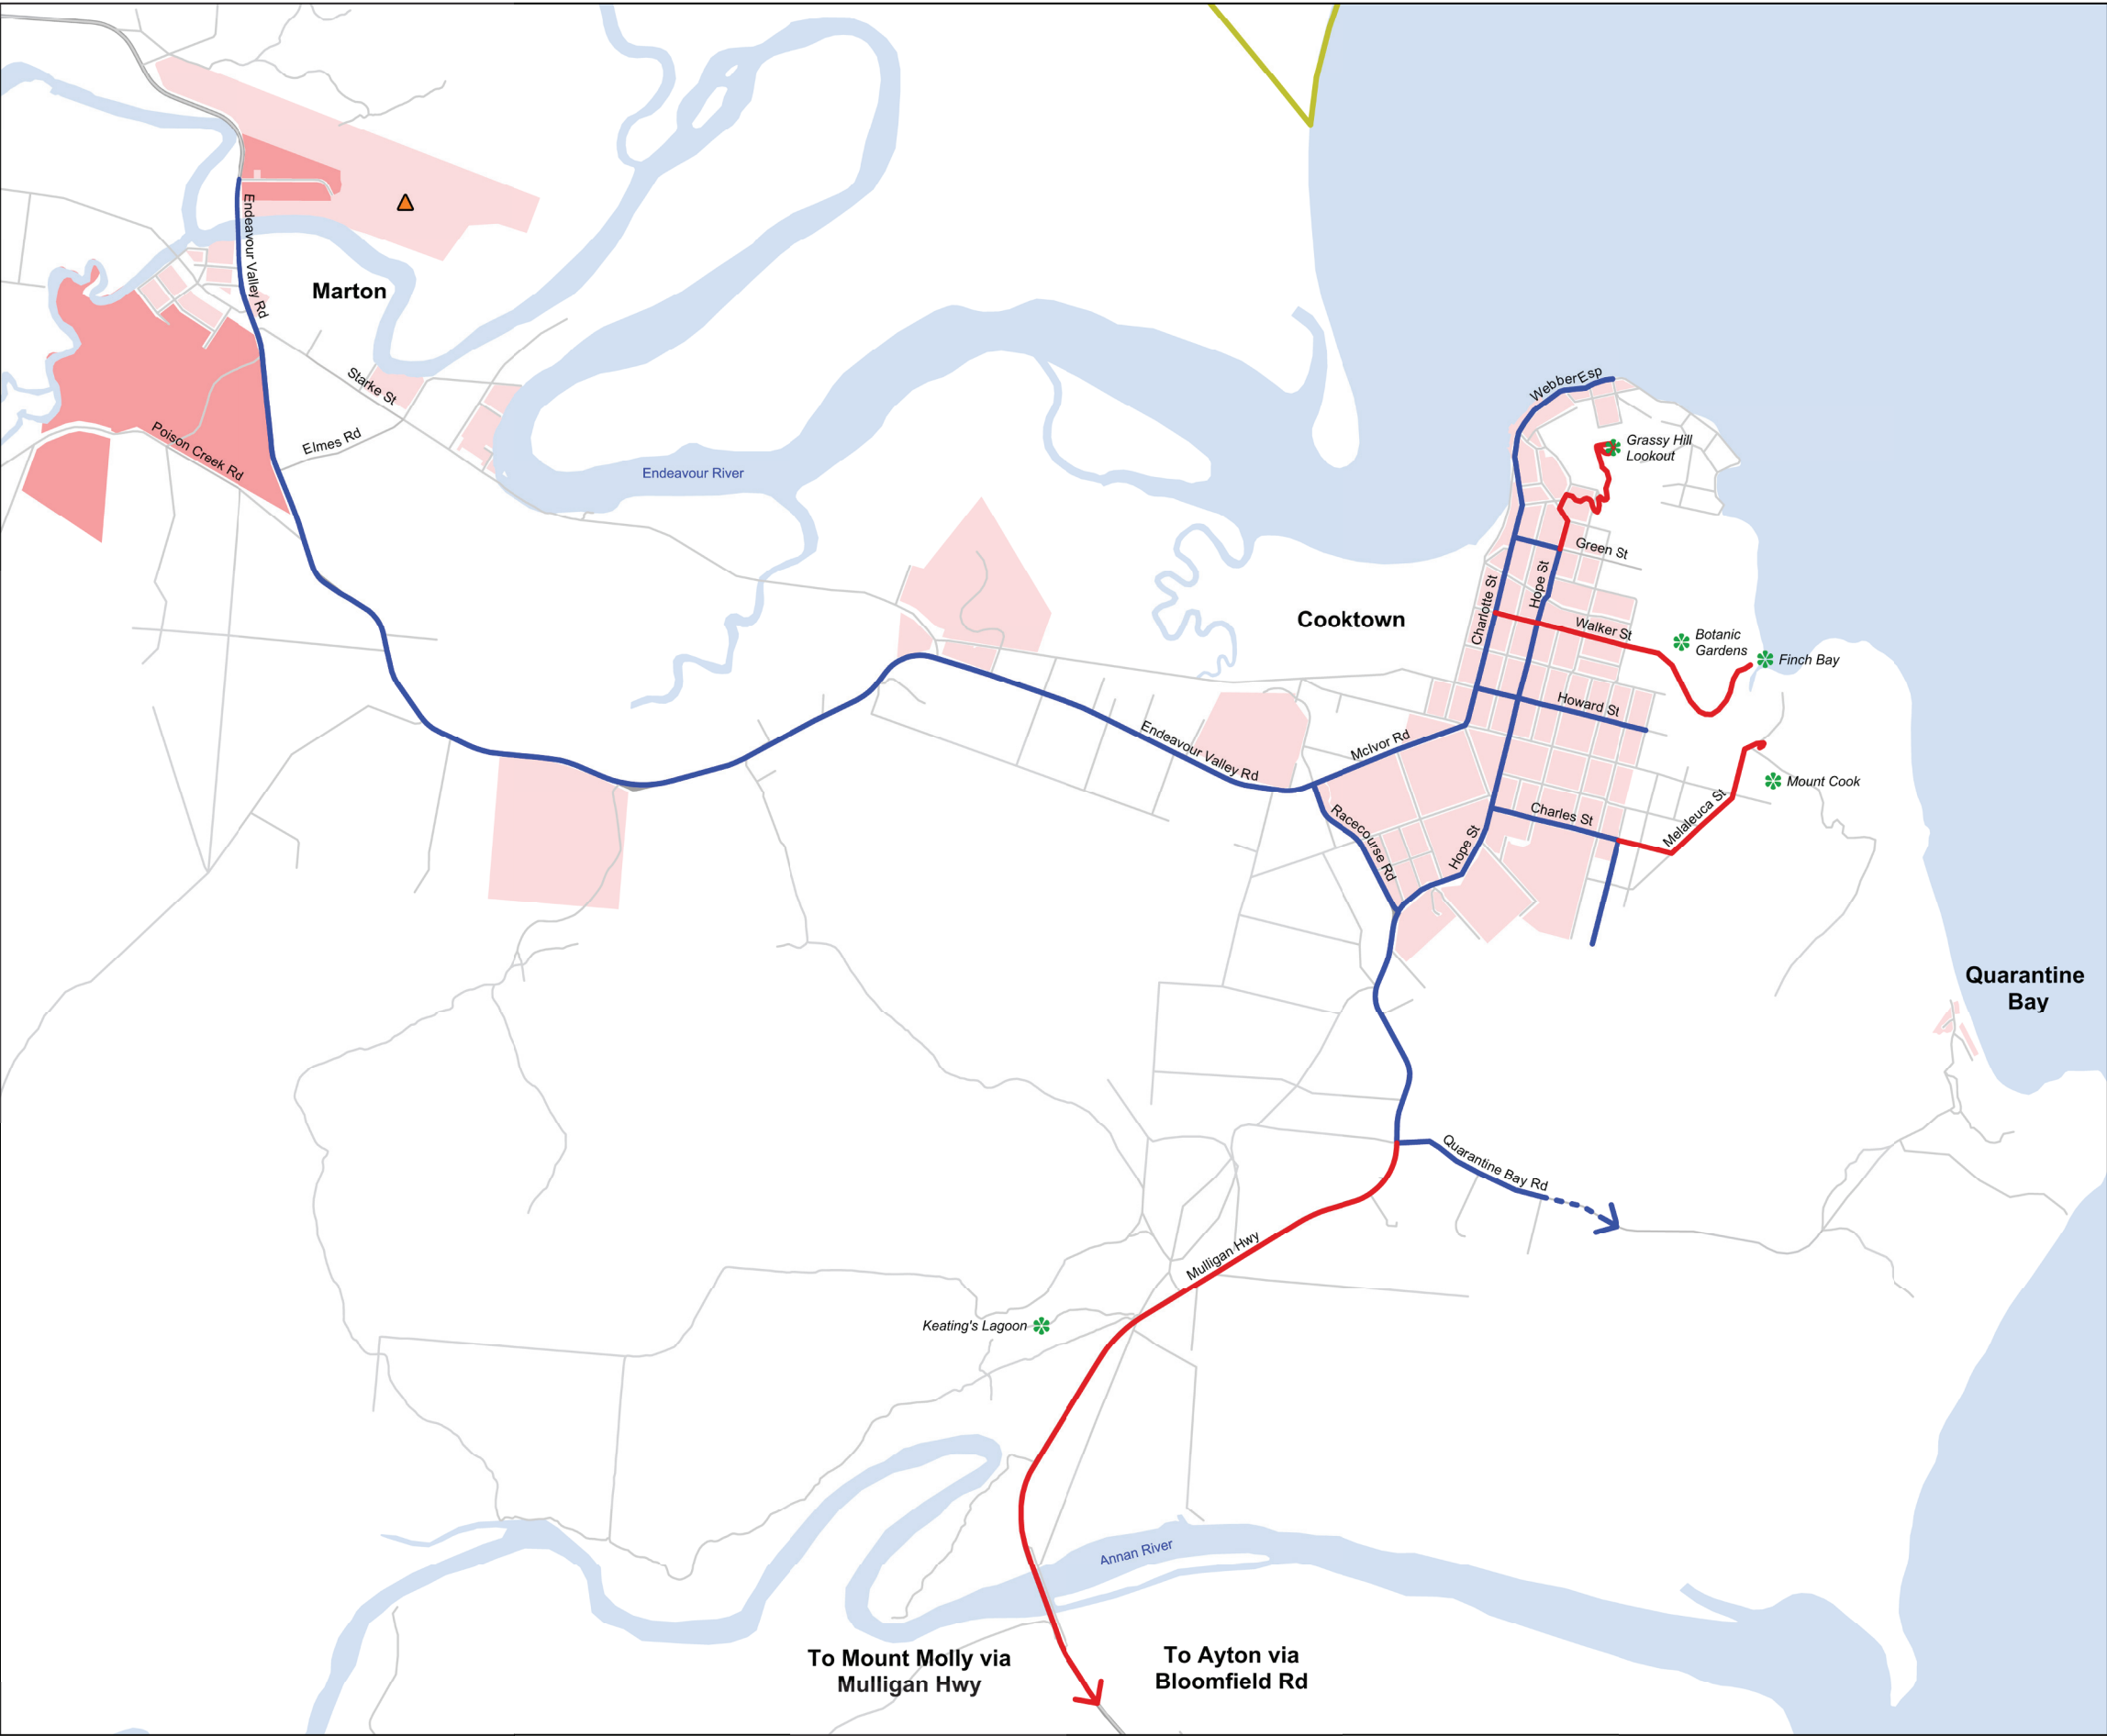 Endeavour Valley Rd
Marton
Starke St
Elmes Rd
Poison Creek Rd
Endeavour River
WebberEsp
Grassy Hill
Lookout
Green St
Hope St
Charlotte St
Cooktown
Walker St
Botanic
Gardens
Finch Bay
Howard St
Endeavour Valley Rd
McIvor Rd
Mount Cook
Racecourse Rd
Hope St
Charles St
Melaleuca St
Quarantine
Bay
Quarantine Bay Rd
Mulligan Hwy
Keating's Lagoon
Annan River
To Mount Molly via
Mulligan Hwy
To Ayton via
Bloomfield Rd